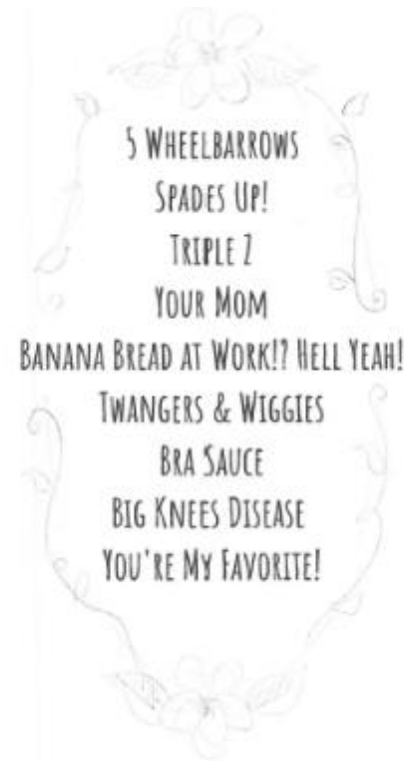 5 Wheelbarrows
Spades Up!
Triple Z
Your Mom
Banana Bread at Work!? Hell Yeah!
Twangers & Wiggies
Bra Sauce
Big Knees Disease
You're My Favorite!